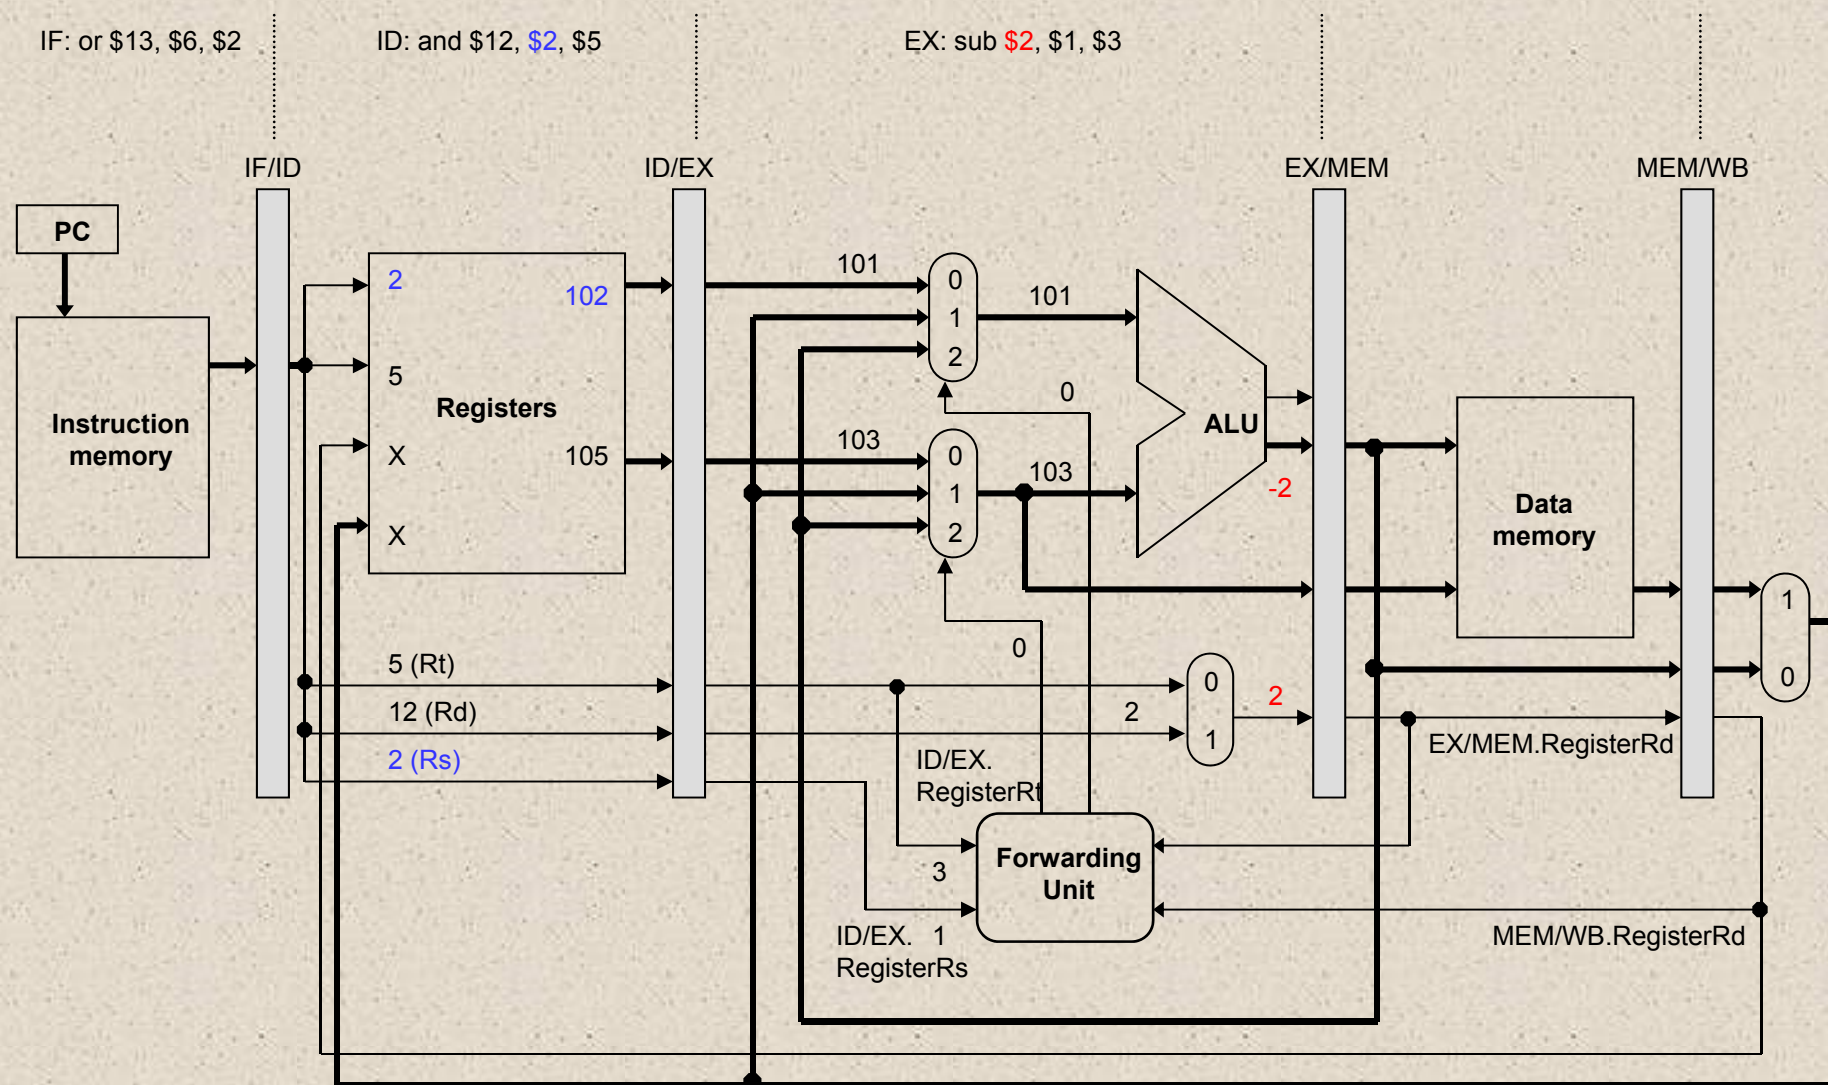 IF: or $13, $6, $2
ID: and $12, $2, $5
EX: sub $2, $1, $3
IF/ID
ID/EX
EX/MEM
MEM/WB
PC
Instruction
memory
2
102
5
Registers
X
105
X
101
0
1
2
101
0
103
0
1
2
103
0
ALU
-2
Data
memory
1
0
5 (Rt)
12 (Rd)
2 (Rs)
0
1
2
2
ID/EX.
RegisterRt
EX/MEM.RegisterRd
Forwarding
Unit
3
ID/EX. 1
RegisterRs
MEM/WB.RegisterRd